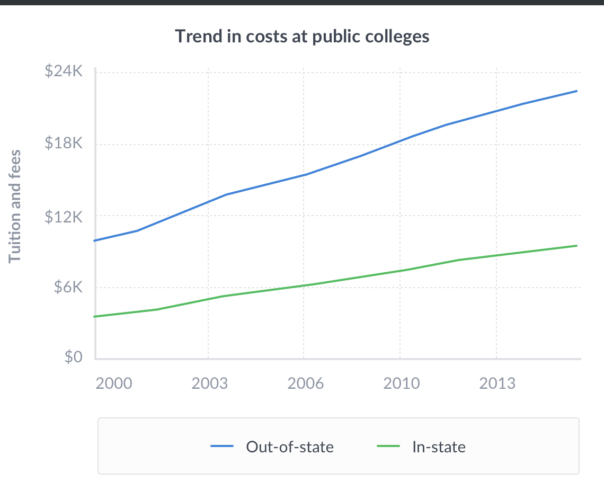 Trend in costs at public colleges
Tuition and fees
$24K
$18K
$12K
$6K
$0
2000 2003 2006 2010 2013
Out-of-state In-state